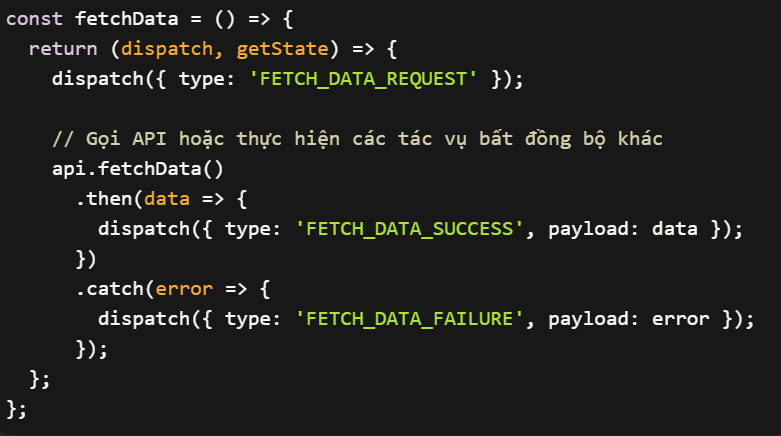 const fetchData = () => {
  return (dispatch, getState) => {
    dispatch({ type: 'FETCH_DATA_REQUEST' });

    // Gọi API hoặc thực hiện các tác vụ bất đồng bộ khác
    api.fetchData()
      .then(data => {
        dispatch({ type: 'FETCH_DATA_SUCCESS', payload: data });
      })
      .catch(error => {
        dispatch({ type: 'FETCH_DATA_FAILURE', payload: error });
      });
  };
};